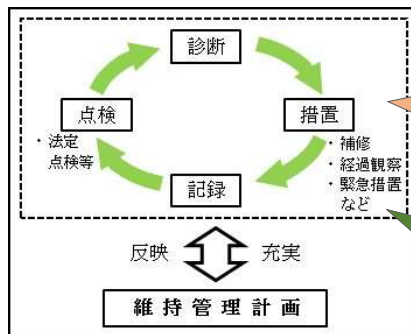 診断
点検
・法定
点検等
措置
・補修
・経過観察
・緊急措置
など
記録
反映
充実
維持管理計画